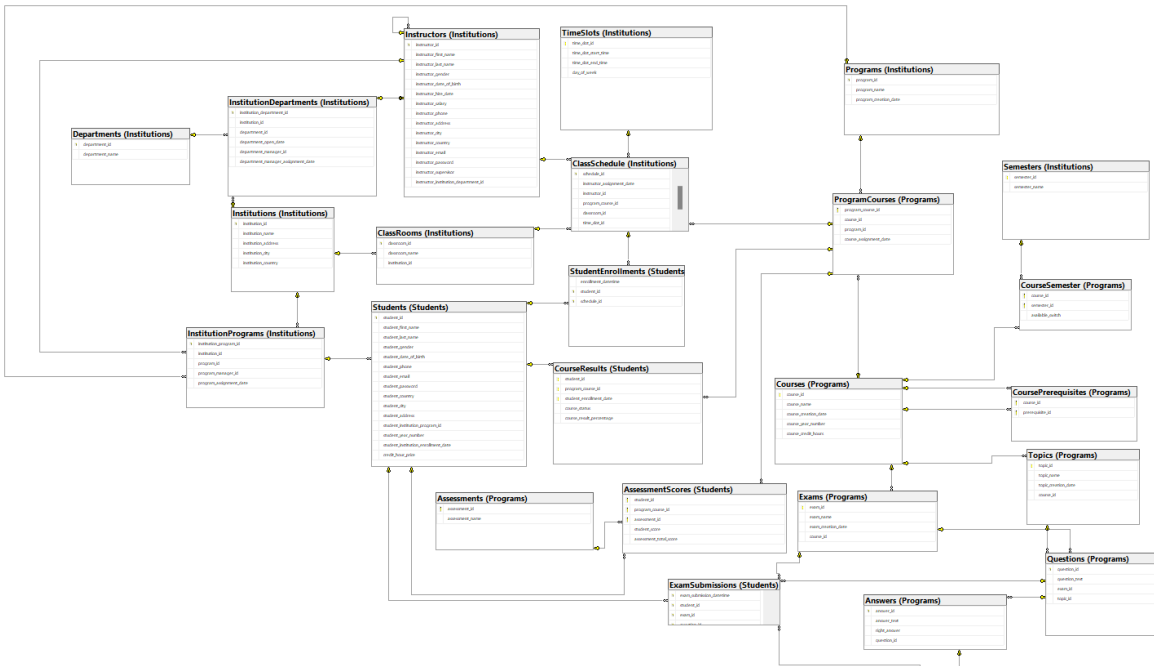 Instructors (Institutions)
instructor_id
instructor_first_name
instructor_last_name
instructor_gender
instructor_date_of_birth
instructor_hire_date
instructor_salary
instructor_phone
instructor_address
instructor_city
instructor_country
instructor_email
instructor_password
instructor_supervisor
instructor_institution_department_id
TimeSlots (Institutions)
time_slot_id
time_slot_start_time
time_slot_end_time
day_of_week
Programs (Institutions)
program_id
program_name
program_creation_date
InstitutionDepartments (Institutions)
institution_department_id
institution_id
department_id
department_open_date
department_manager_id
department_manager_assignment_date
Departments (Institutions)
department_id
department_name
ClassSchedule (Institutions)
schedule_id
instructor_assignment_date
instructor_id
program_course_id
classroom_id
time_slot_id
Semesters (Institutions)
semester_id
semester_name
ProgramCourses (Programs)
program_course_id
course_id
program_id
course_assignment_date
Institutions (Institutions)
institution_id
institution_name
institution_address
institution_city
institution_country
ClassRooms (Institutions)
classroom_id
classroom_name
institution_id
StudentEnrollments (Students
enrollment_datetime
student_id
schedule_id
CourseSemester (Programs)
course_id
semester_id
Students (Students)
student_id
student_first_name
student_last_name
student_gender
student_date_of_birth
student_phone
student_email
student_password
student_country
student_city
student_address
student_institution_program_id
student_year_number
student_institution_enrollment_date
credit_hour_price
InstitutionPrograms (Institutions)
institution_program_id
institution_id
program_id
program_manager_id
program_assignment_date
CourseResults (Students)
student_id
program_course_id
student_enrollment_date
course_status
course_result_percentage
Courses (Programs)
course_id
course_name
course_creation_date
course_year_number
course_credit_hours
CoursePrerequisites (Programs)
course_id
prerequisite_id
Topics (Programs)
topic_id
topic_name
topic_creation_date
course_id
Assessments (Programs)
assessment_id
assessment_name
AssessmentScores (Students)
student_id
program_course_id
assessment_id
student_score
assessment_total_score
Exams (Programs)
exam_id
exam_name
exam_creation_date
course_id
Questions (Programs)
question_id
question_text
exam_id
topic_id
ExamSubmissions (Students)
exam_submission_datetime
student_id
exam_id
question_id
Answers (Programs)
answer_id
answer_text
right_answer
question_id